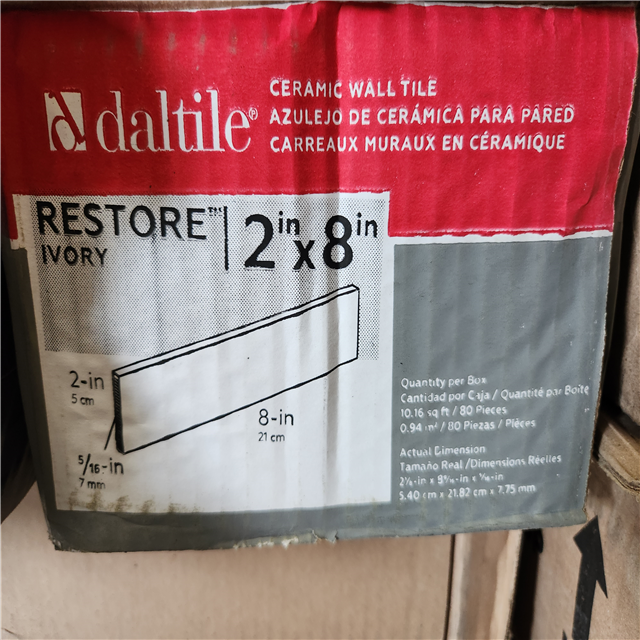 daltile®
CERAMIC WALL TILE
AZULEJO DE CERÁMICA PARA PARED
CARREAUX MURAUX EN CÉRAMIQUE
RESTORE™
IVORY
2in x 8in
2-in
5 cm
8-in
21 cm
5/16-in
7 mm
Quantity per Box
Cantidad por Caja / Quantité par Boîte
10.16 sq ft / 80 Pieces
0.94 m² / 80 Piezas / Pièces
Actual Dimension
Tamaño Real / Dimensions Réelles
5.40 cm x 21.82 cm x 7.75 mm